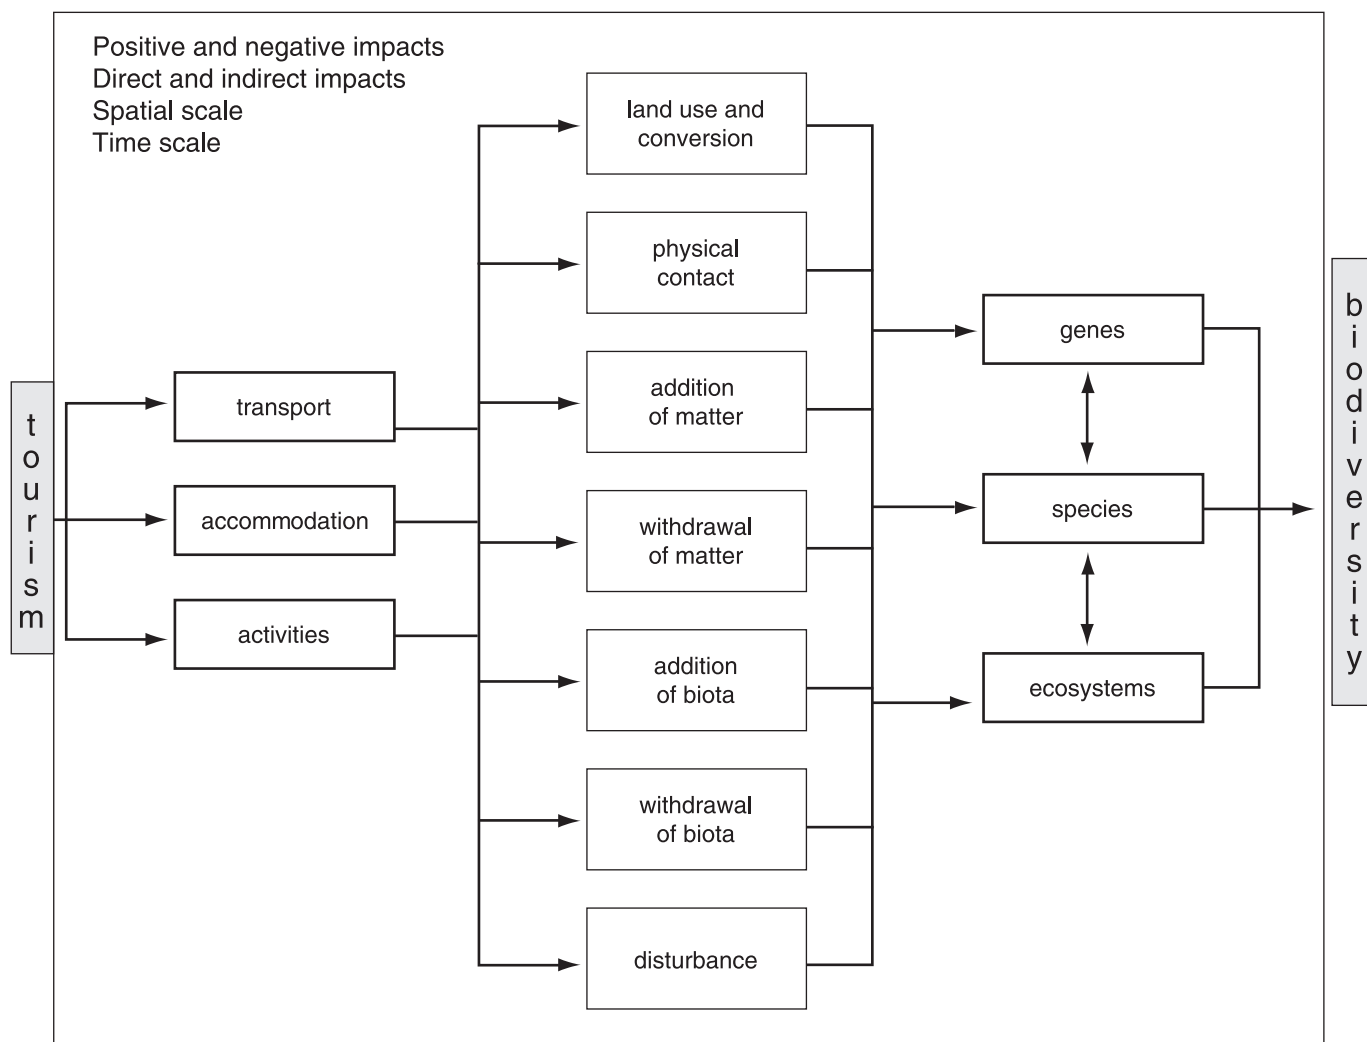 Positive and negative impacts
Direct and indirect impacts
Spatial scale
Time scale
tourism
transport
accommodation
activities
land use and
conversion
physical
contact
addition
of matter
withdrawal
of matter
addition
of biota
withdrawal
of biota
disturbance
genes
species
ecosystems
biodiversity